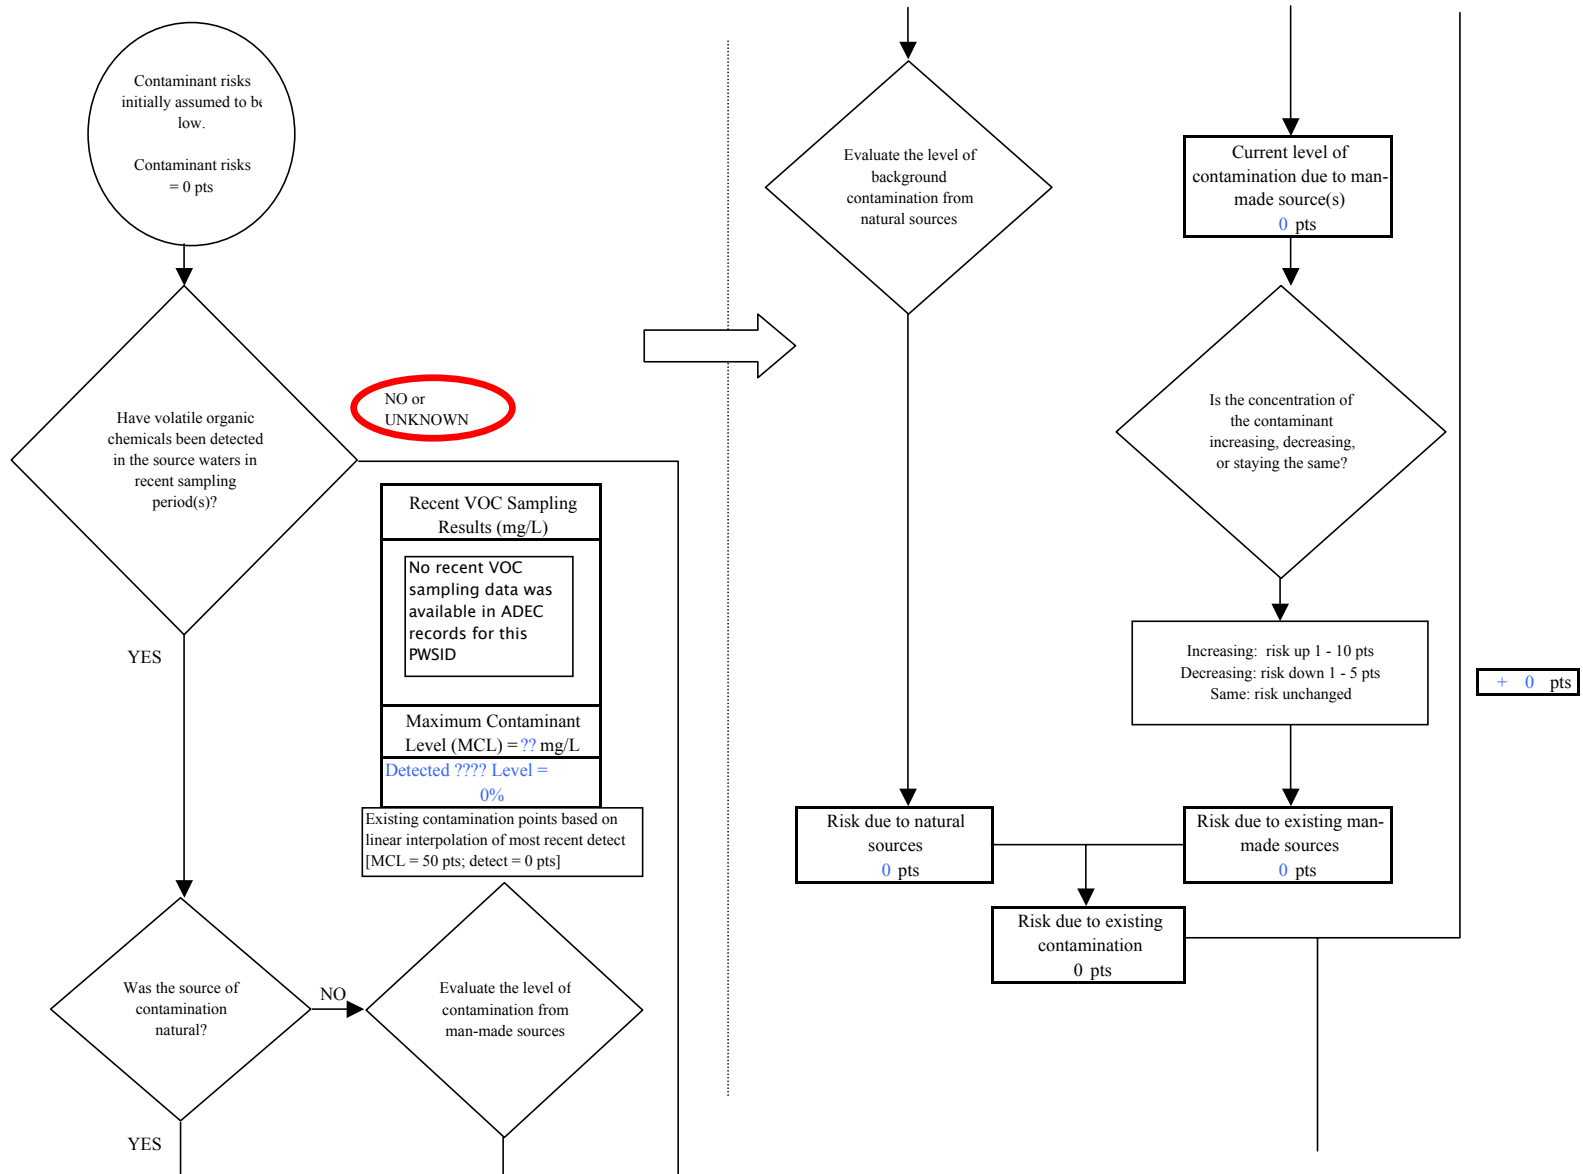 Contaminant risks
initially assumed to be
low.
Contaminant risks
= 0 pts
Have volatile organic
chemicals been detected
in the source waters in
recent sampling
period(s)?
NO or
UNKNOWN
YES
Recent VOC Sampling
Results (mg/L)
No recent VOC
sampling data was
available in ADEC
records for this
PWSID
Maximum Contaminant
Level (MCL) = ?? mg/L
Detected ???? Level =
0%
Existing contamination points based on
linear interpolation of most recent detect
[MCL = 50 pts; detect = 0 pts]
Was the source of
contamination
natural?
NO
Evaluate the level of
contamination from
man-made sources
YES
Evaluate the level of
background
contamination from
natural sources
Current level of
contamination due to man-
made source(s)
0 pts
Is the concentration of
the contaminant
increasing, decreasing,
or staying the same?
Increasing: risk up 1 - 10 pts
Decreasing: risk down 1 - 5 pts
Same: risk unchanged
+ 0 pts
Risk due to natural
sources
0 pts
Risk due to existing man-
made sources
0 pts
Risk due to existing
contamination
0 pts